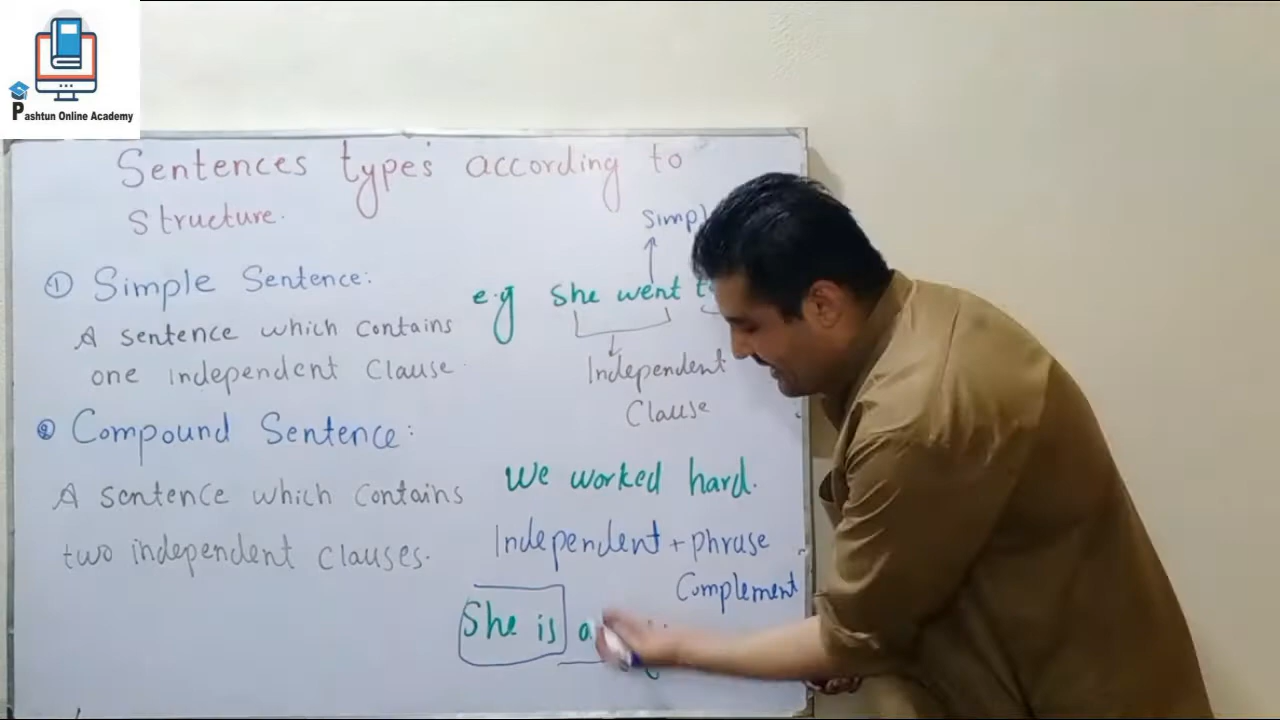 Pashtun Online Academy
Sentences types according to
Structure.
① Simple Sentence:
A sentence which contains
one independent Clause.
e.g She went
Independent
Clause
② Compound Sentence:
A sentence which contains
two independent clauses.
We worked hard.
Independent + phrase
Complement
She is